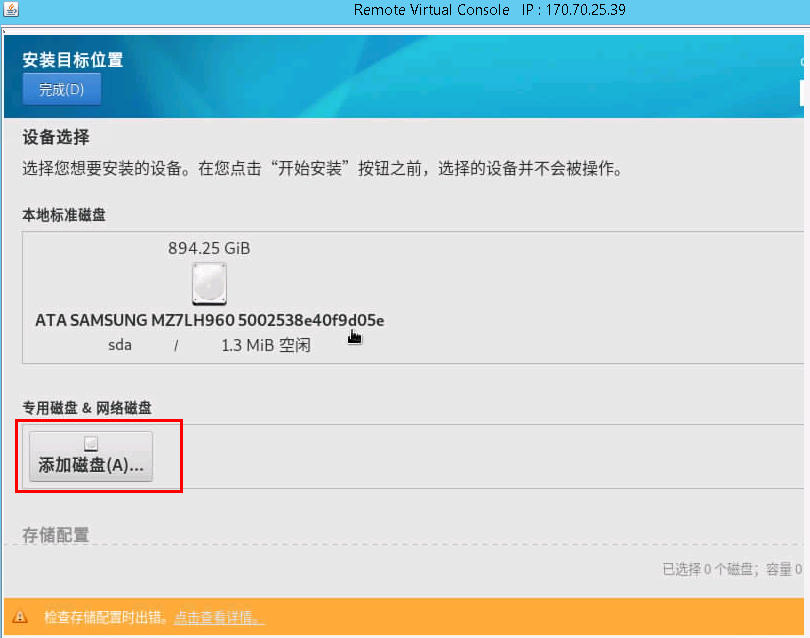 Remote Virtual Console IP : 170.70.25.39
安装目标位置
完成(D)
设备选择
选择您想要安装的设备。在您点击“开始安装”按钮之前，选择的设备并不会被操作。
本地标准磁盘
894.25 GiB
ATA SAMSUNG MZ7LH960 5002538e40f9d05e
sda / 1.3 MiB 空闲
专用磁盘 & 网络磁盘
添加磁盘(A)...
存储配置
已选择 0 个磁盘；容量 0
检查存储配置时出错。点击查看详情。